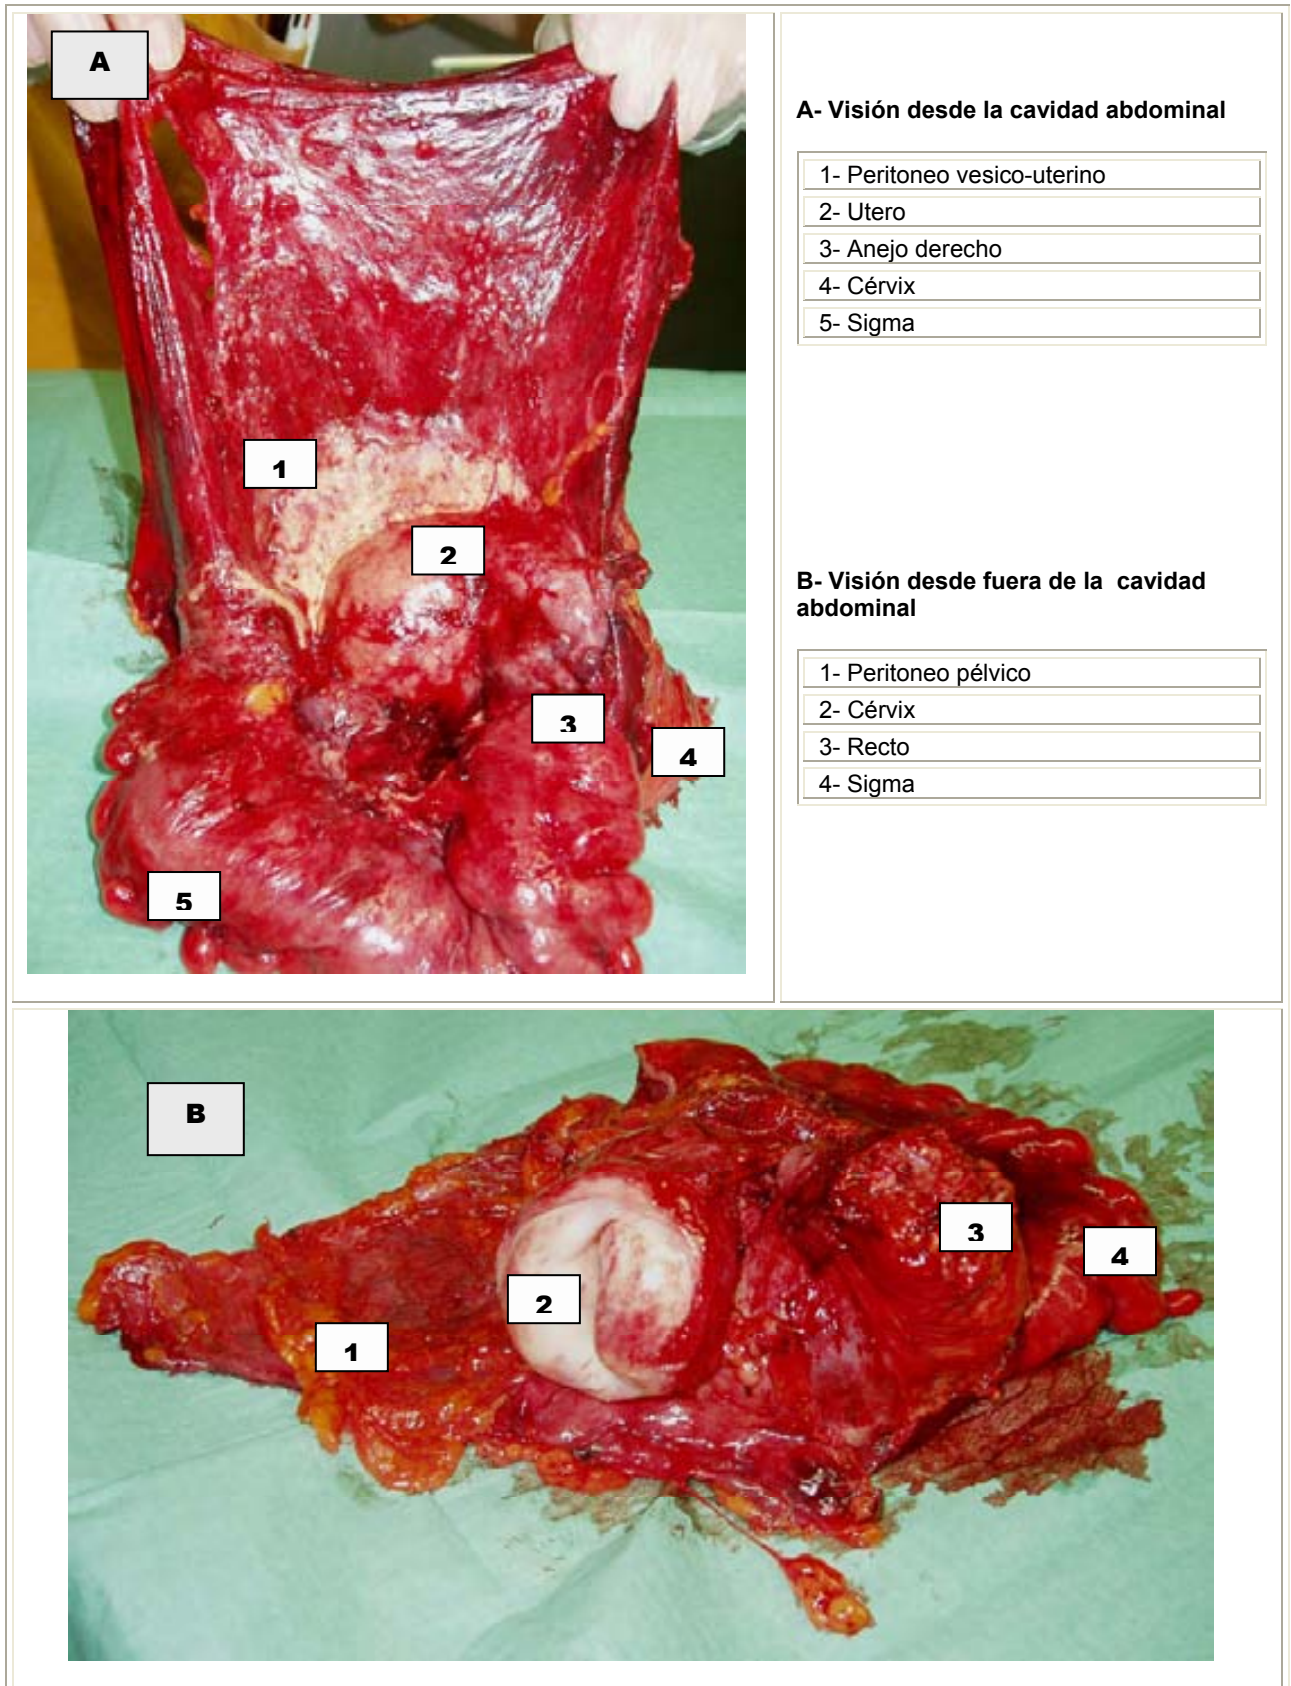 A
1
2
3
4
5
A- Visión desde la cavidad abdominal
1- Peritoneo vesico-uterino
2- Utero
3- Anejo derecho
4- Cérvix
5- Sigma
B- Visión desde fuera de la cavidad
abdominal
1- Peritoneo pélvico
2- Cérvix
3- Recto
4- Sigma
B
1
2
3
4